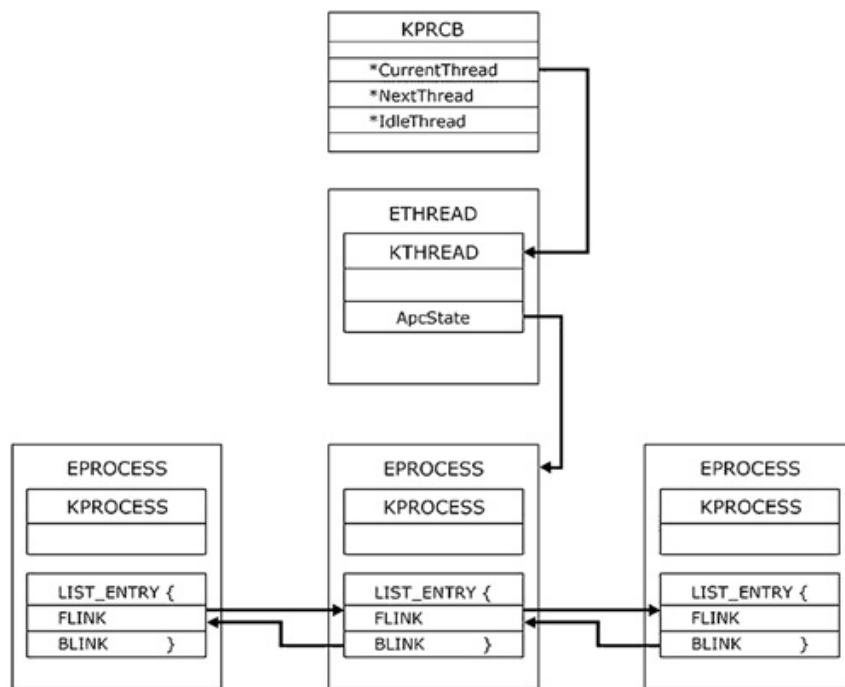 KPRCB
*CurrentThread
*NextThread
*IdleThread
ETHREAD
KTHREAD
ApcState
EPROCESS
KPROCESS
LIST_ENTRY {
FLINK
BLINK }
EPROCESS
KPROCESS
LIST_ENTRY {
FLINK
BLINK }
EPROCESS
KPROCESS
LIST_ENTRY {
FLINK
BLINK }